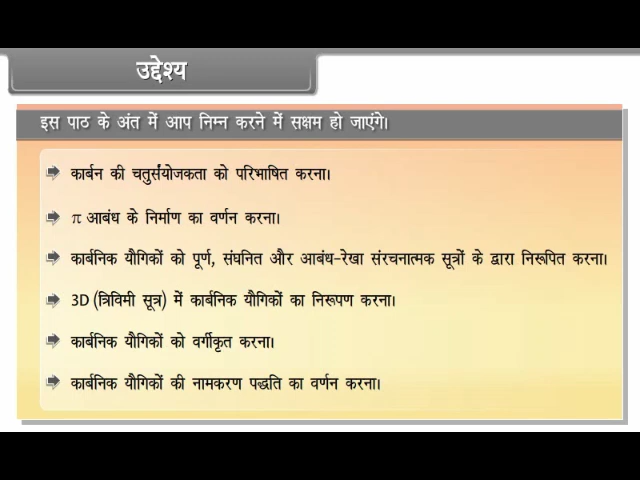 उद्देश्य
इस पाठ के अंत में आप निम्न करने में सक्षम हो जाएंगे।
कार्बन की चतुर्संयोजकता को परिभाषित करना।
π आबंध के निर्माण का वर्णन करना।
कार्बनिक यौगिकों को पूर्ण, संघनित और आबंध-रेखा संरचनात्मक सूत्रों के द्वारा निरूपित करना।
3D (त्रिविमी सूत्र) में कार्बनिक यौगिकों का निरूपण करना।
कार्बनिक यौगिकों को वर्गीकृत करना।
कार्बनिक यौगिकों की नामकरण पद्धति का वर्णन करना।